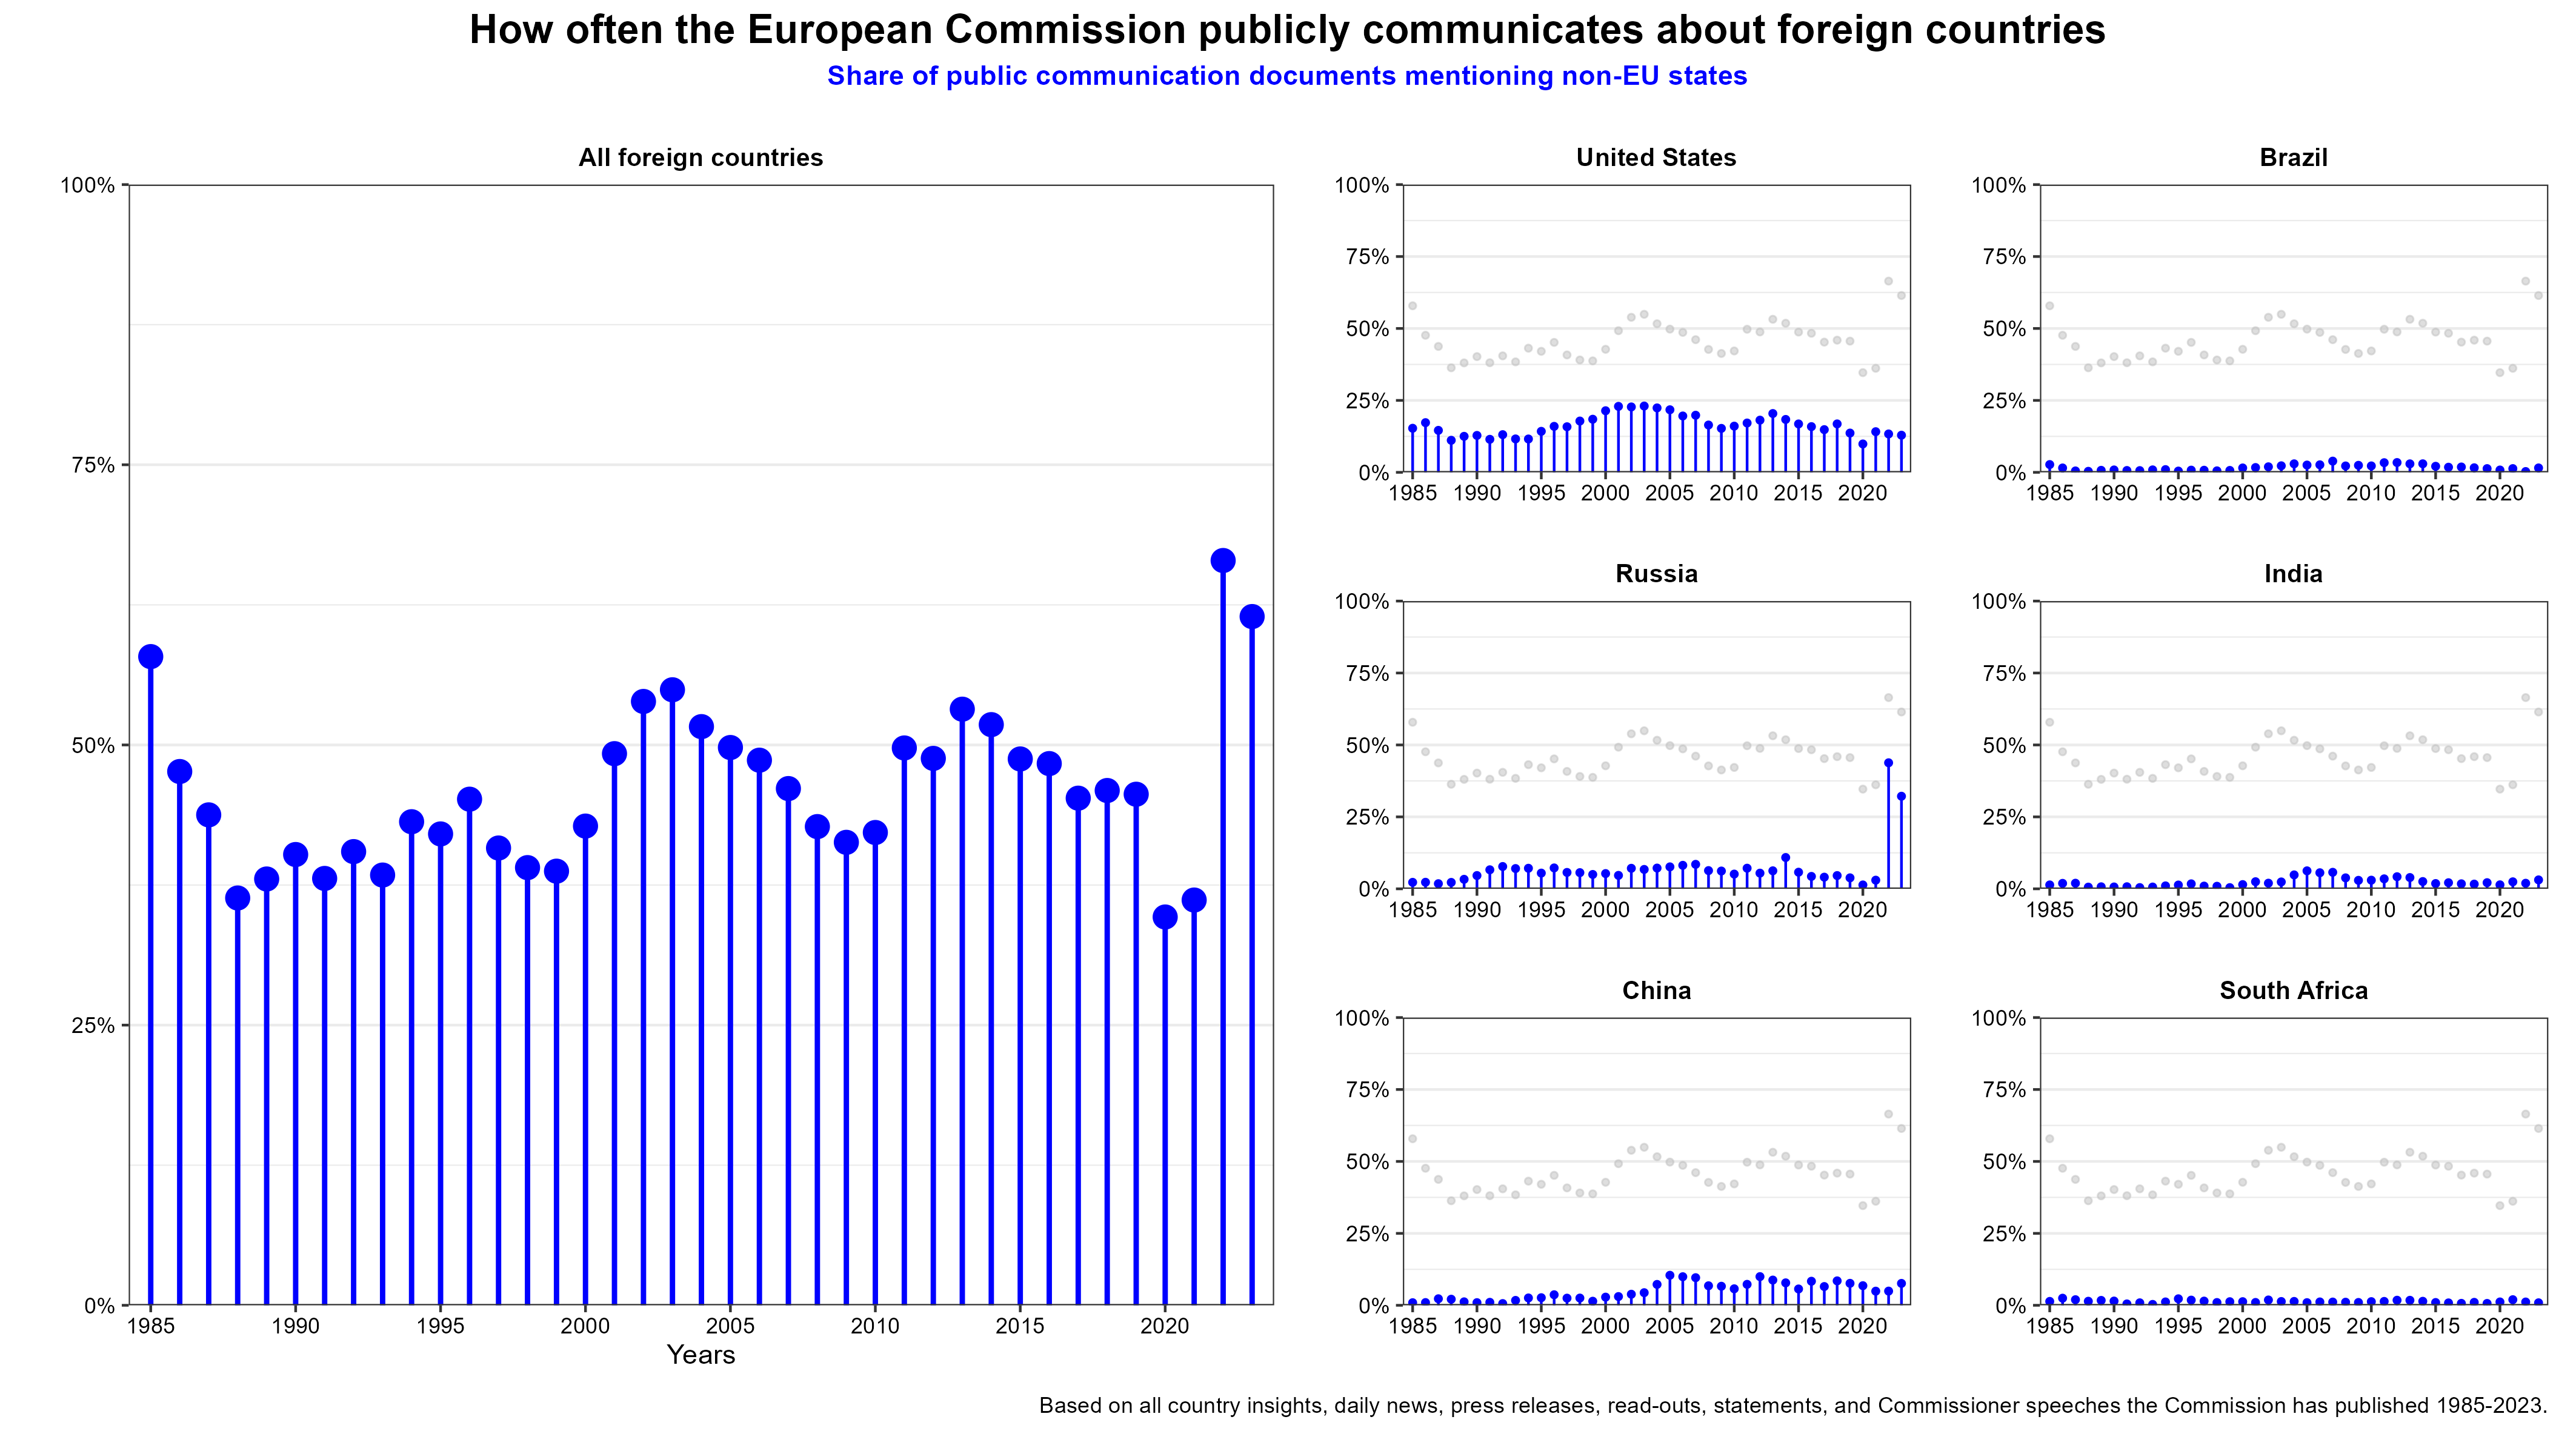 How often the European Commission publicly communicates about foreign countries
Share of public communication documents mentioning non-EU states
All foreign countries
100%
75%
50%
25%
0%
1985 1990 1995 2000 2005 2010 2015 2020
Years
United States
100%
75%
50%
25%
0%
1985 1990 1995 2000 2005 2010 2015 2020
Brazil
100%
75%
50%
25%
0%
1985 1990 1995 2000 2005 2010 2015 2020
Russia
100%
75%
50%
25%
0%
1985 1990 1995 2000 2005 2010 2015 2020
India
100%
75%
50%
25%
0%
1985 1990 1995 2000 2005 2010 2015 2020
China
100%
75%
50%
25%
0%
1985 1990 1995 2000 2005 2010 2015 2020
South Africa
100%
75%
50%
25%
0%
1985 1990 1995 2000 2005 2010 2015 2020
Based on all country insights, daily news, press releases, read-outs, statements, and Commissioner speeches the Commission has published 1985-2023.